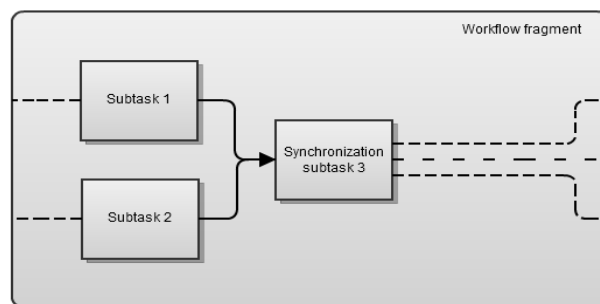 Workflow fragment
Subtask 1
Synchronization
subtask 3
Subtask 2